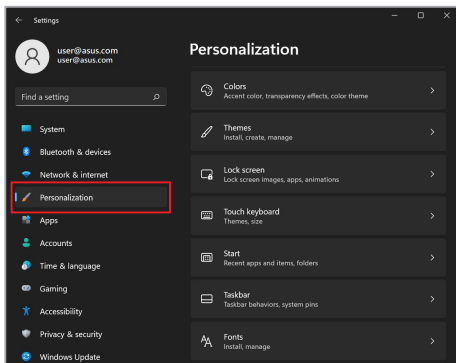 Settings
user@asus.com
user@asus.com
Find a setting
System
Bluetooth & devices
Network & internet
Personalization
Apps
Accounts
Time & language
Gaming
Accessibility
Privacy & security
Windows Update
Personalization
Colors
Accent color, transparency effects, color theme
Themes
Install, create, manage
Lock screen
Lock screen images, apps, animations
Touch keyboard
Themes, size
Start
Recent apps and items, folders
Taskbar
Taskbar behaviors, system pins
Fonts
Install, manage